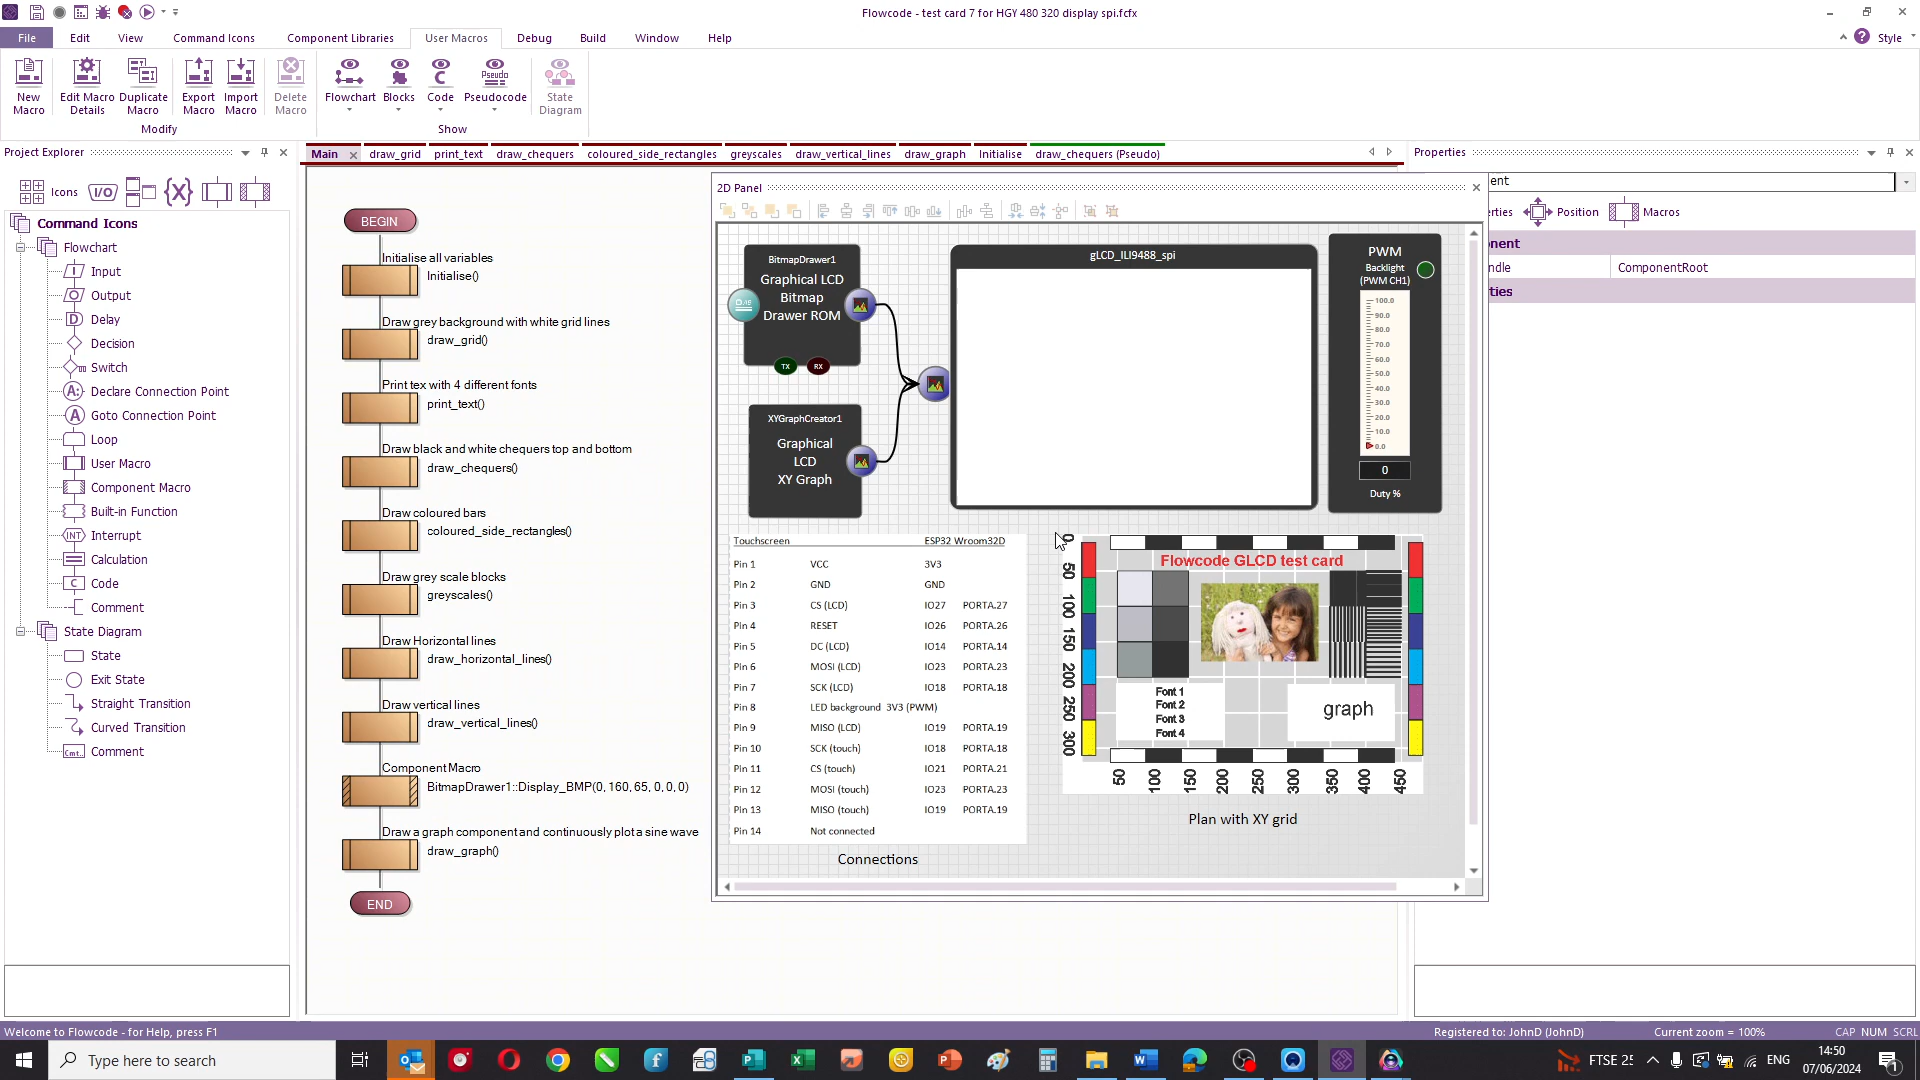 Flowcode - test card 7 for HGY 480 320 display spi.fcfx
File Edit View Command Icons Component Libraries User Macros Debug Build Window Help Style
New Macro
Edit Macro Details
Duplicate Macro
Export Macro
Import Macro
Delete Macro
Flowchart
Blocks
Code
Pseudo
Pseudocode
State Diagram
Modify
Show
Project Explorer
Icons
I/O
Command Icons
Flowchart
Input
Output
Delay
Decision
Switch
Declare Connection Point
Goto Connection Point
Loop
User Macro
Component Macro
Built-in Function
Interrupt
Calculation
Code
Comment
State Diagram
State
Exit State
Straight Transition
Curved Transition
Comment
Main draw_grid print_text draw_chequers coloured_side_rectangles greyscales draw_vertical_lines draw_graph Initialise draw_chequers (Pseudo)
BEGIN
Initialise all variables
Initialise()
Draw grey background with white grid lines
draw_grid()
Print tex with 4 different fonts
print_text()
Draw black and white chequers top and bottom
draw_chequers()
Draw coloured bars
coloured_side_rectangles()
Draw grey scale blocks
greyscales()
Draw Horizontal lines
draw_horizontal_lines()
Draw vertical lines
draw_vertical_lines()
Component Macro
BitmapDrawer1::Display_BMP(0, 160, 65, 0, 0, 0)
Draw a graph component and continuously plot a sine wave
draw_graph()
END
2D Panel
BitmapDrawer1
Graphical LCD
Bitmap
Drawer ROM
TX RX
XYGraphCreator1
Graphical
LCD
XY Graph
gLCD_ILI9488_spi
PWM
Backlight
(PWM CH1)
100.0
90.0
80.0
70.0
60.0
50.0
40.0
30.0
20.0
10.0
0.0
0
Duty %
Touchscreen ESP32 Wroom32D
Pin 1 VCC 3V3
Pin 2 GND GND
Pin 3 CS (LCD) IO27 PORTA.27
Pin 4 RESET IO26 PORTA.26
Pin 5 DC (LCD) IO14 PORTA.14
Pin 6 MOSI (LCD) IO23 PORTA.23
Pin 7 SCK (LCD) IO18 PORTA.18
Pin 8 LED background 3V3 (PWM)
Pin 9 MISO (LCD) IO19 PORTA.19
Pin 10 SCK (touch) IO18 PORTA.18
Pin 11 CS (touch) IO21 PORTA.21
Pin 12 MOSI (touch) IO23 PORTA.23
Pin 13 MISO (touch) IO19 PORTA.19
Pin 14 Not connected
Connections
0 50 100 150 200 250 300
Flowcode GLCD test card
Font 1
Font 2
Font 3
Font 4
graph
50 100 150 200 250 300 350 400 450
Plan with XY grid
Properties
ent
erties Position Macros
nent
ndle ComponentRoot
ties
Welcome to Flowcode - for Help, press F1
Registered to: JohnD (JohnD) Current zoom = 100% CAP NUM SCRL
Type here to search
FTSE
ENG
14:50
07/06/2024
1